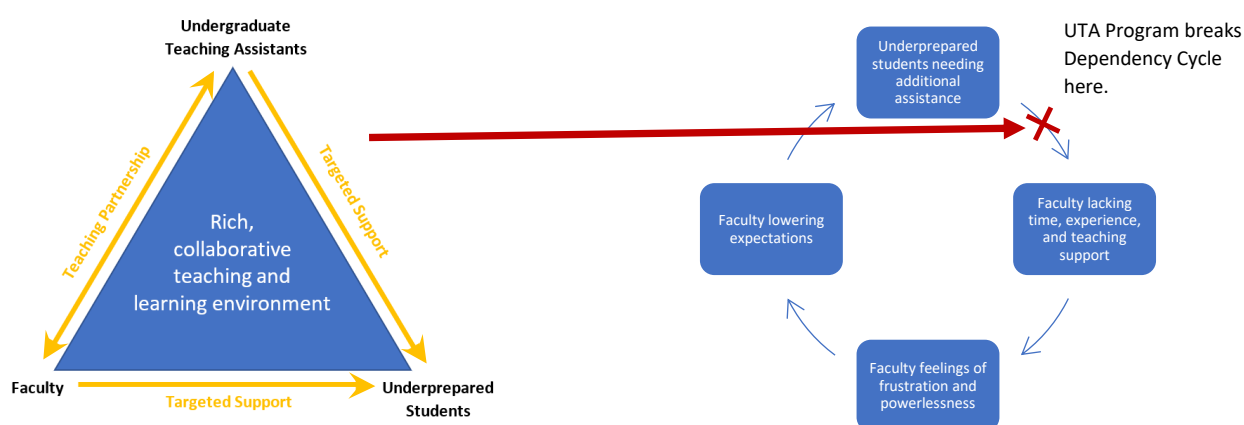 Undergraduate
Teaching Assistants
Teaching Partnership
Targeted Support
Rich,
collaborative
teaching and
learning environment
Faculty
Targeted Support
Underprepared
Students
UTA Program breaks
Dependency Cycle
here.
Underprepared
students needing
additional
assistance
Faculty lacking
time, experience,
and teaching
support
Faculty feelings of
frustration and
powerlessness
Faculty lowering
expectations